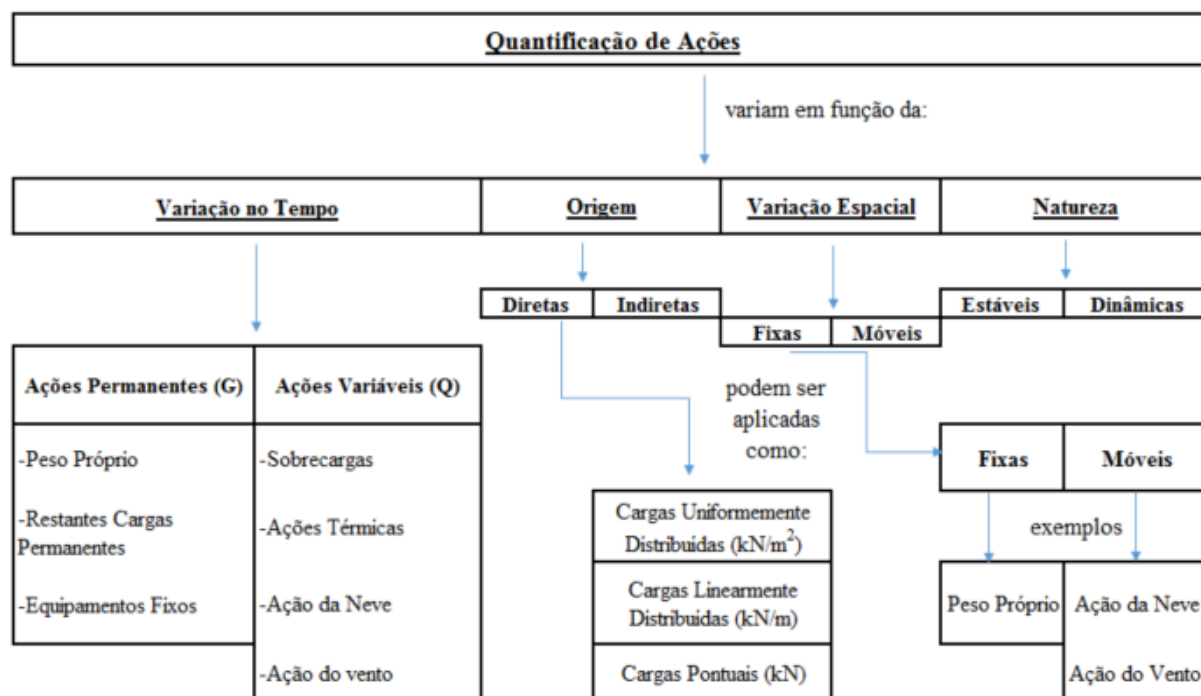 Quantificação de Ações
variam em função da:
Variação no Tempo
Origem
Variação Espacial
Natureza
Diretas
Indiretas
Estáveis
Dinâmicas
Fixas
Móveis
Ações Permanentes (G)
Ações Variáveis (Q)
-Peso Próprio
-Restantes Cargas
Permanentes
-Equipamentos Fixos
-Sobrecargas
-Ações Térmicas
-Ação da Neve
-Ação do vento
podem ser
aplicadas
como:
Cargas Uniformemente
Distribuidas (kN/m²)
Cargas Linearmente
Distribuidas (kN/m)
Cargas Pontuais (kN)
Fixas
Móveis
exemplos
Peso Próprio
Ação da Neve
Ação do Vento